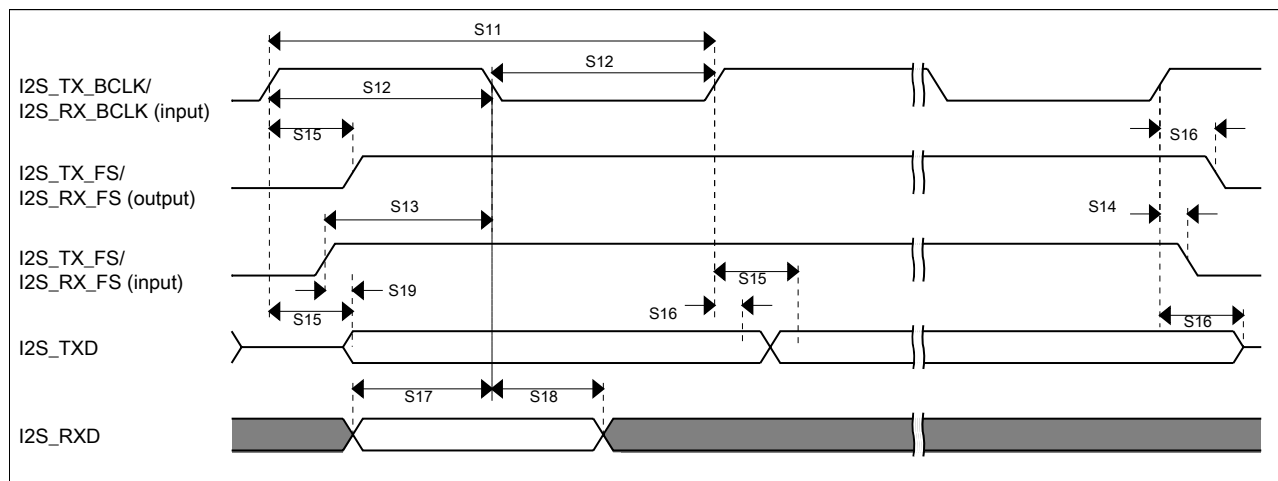 S11
S12
I2S_TX_BCLK/
I2S_RX_BCLK (input)
S12
S15
S16
I2S_TX_FS/
I2S_RX_FS (output)
S13
S14
I2S_TX_FS/
I2S_RX_FS (input)
S15
S19
S15
S16
S16
I2S_TXD
S17
S18
I2S_RXD